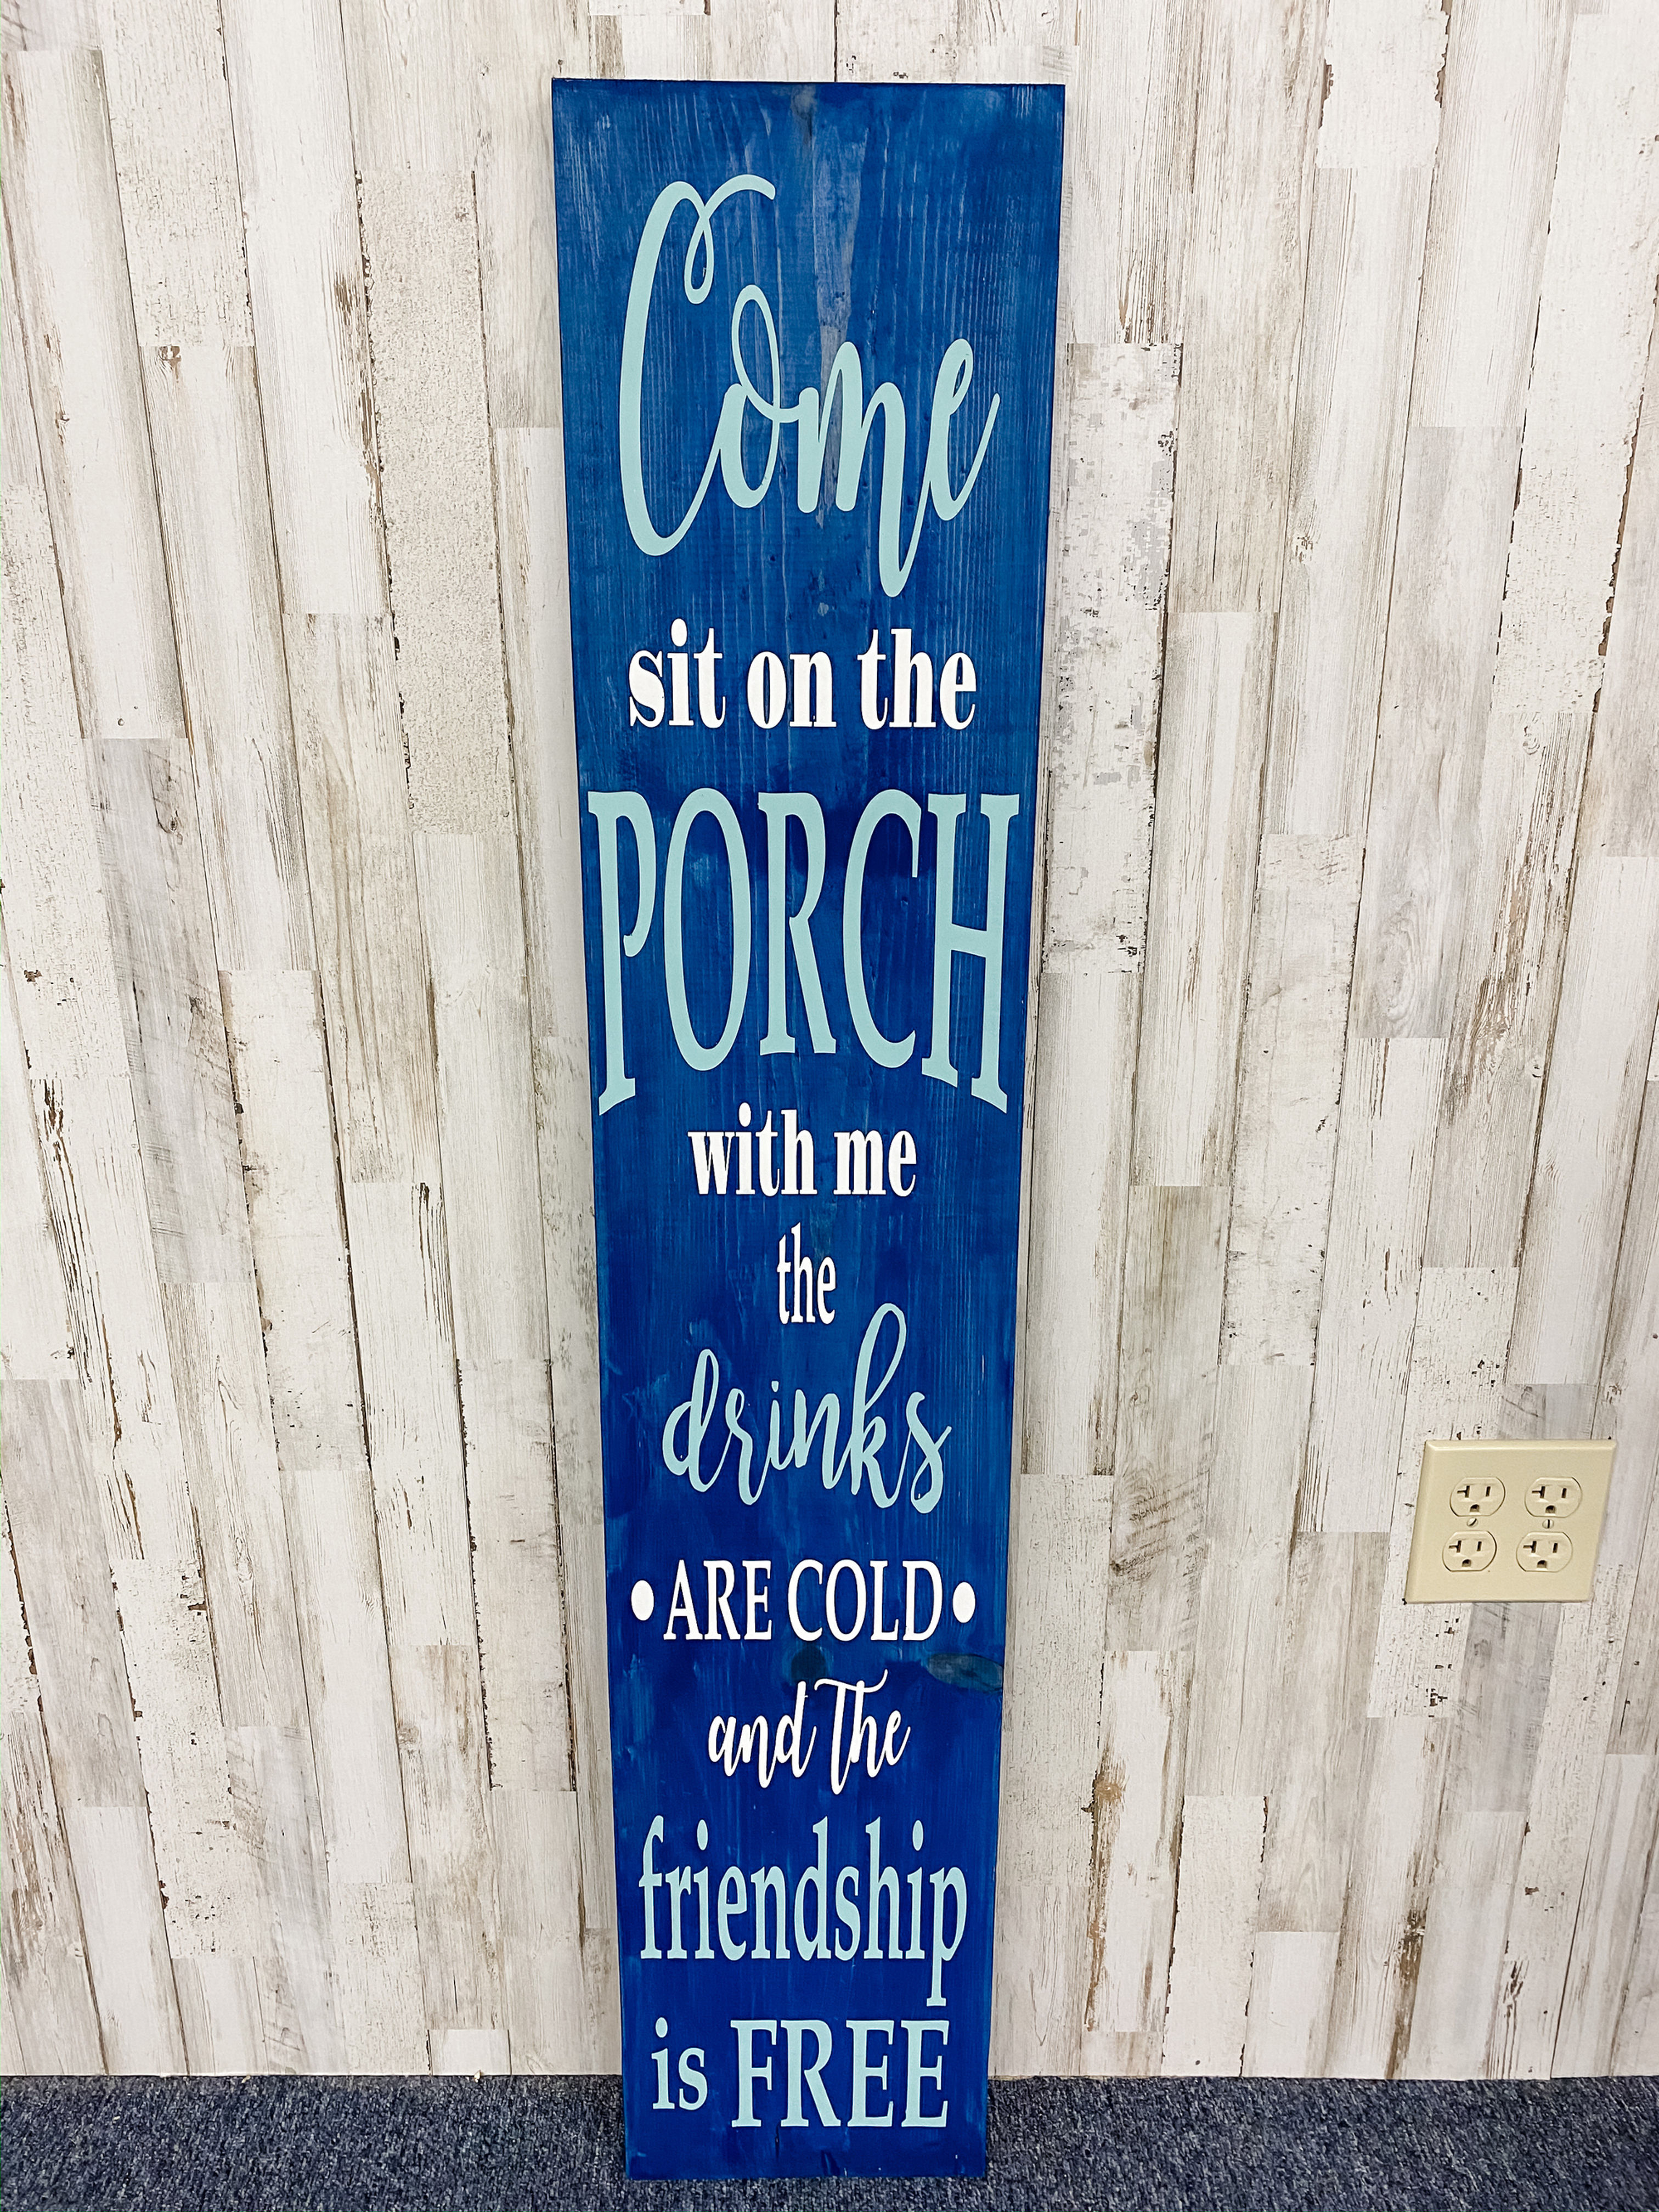 Come
sit on the
PORCH
with me
the
drinks
•ARE COLD•
and The
friendship
is FREE